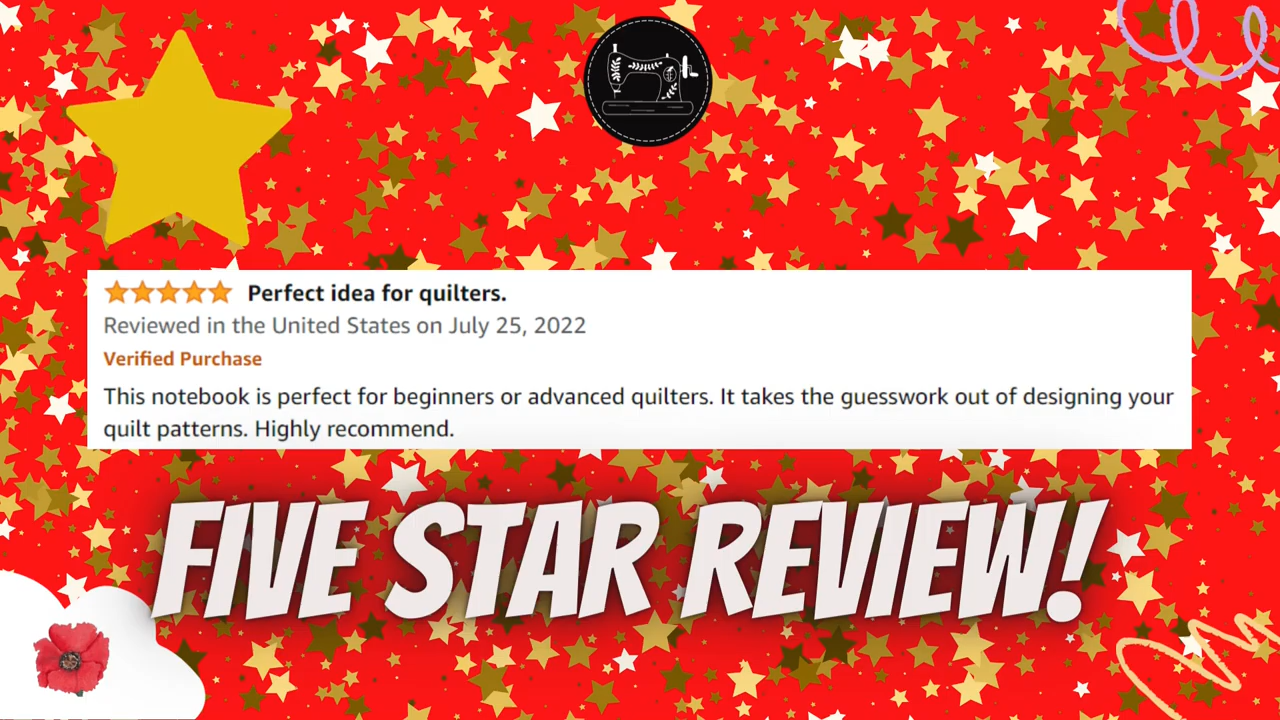 Perfect idea for quilters.
Reviewed in the United States on July 25, 2022
Verified Purchase
This notebook is perfect for beginners or advanced quilters. It takes the guesswork out of designing your
quilt patterns. Highly recommend.
FIVE STAR REVIEW!